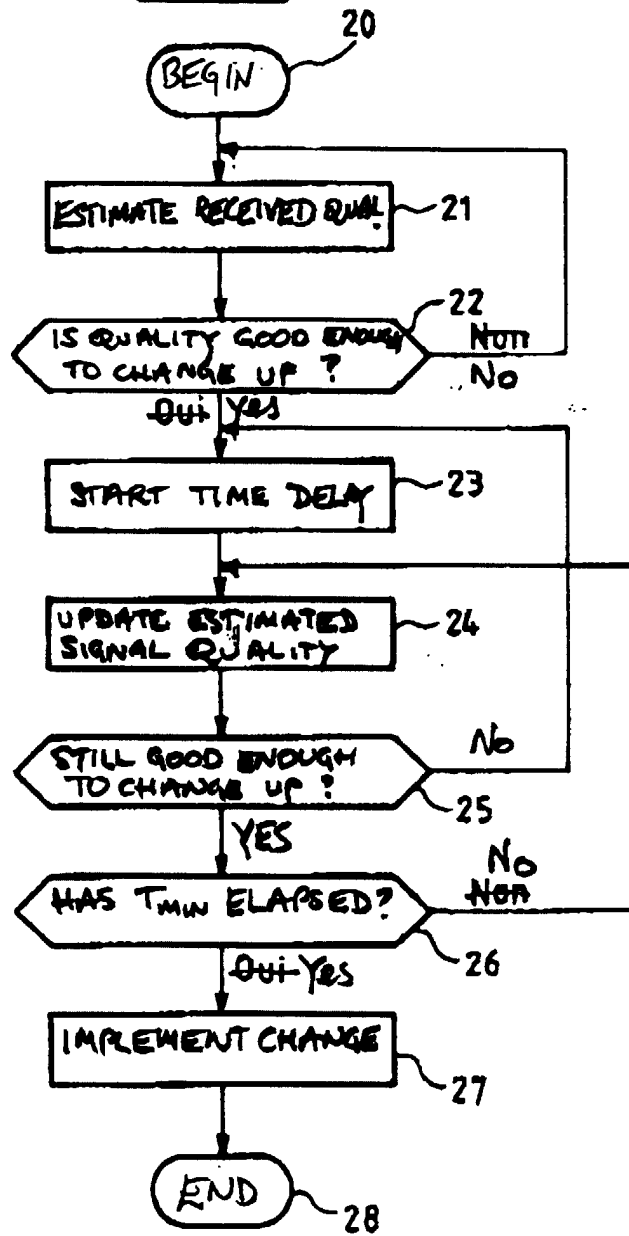 20
BEGIN
ESTIMATE RECEIVED QUAL.
21
22
IS QUALITY GOOD ENOUGH
TO CHANGE UP ?
Non
No
Oui Yes
START TIME DELAY
23
UPDATE ESTIMATED
SIGNAL QUALITY
24
STILL GOOD ENOUGH
TO CHANGE UP ?
No
25
YES
No
Non
HAS TMIN ELAPSED?
26
Oui Yes
IMPLEMENT CHANGE
27
END
28